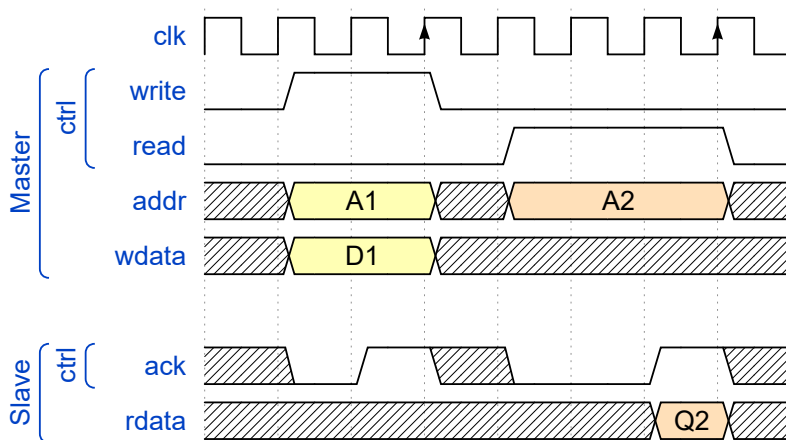 clk
Master
ctrl
write
read
addr A1 A2
wdata D1
Slave
ctrl
ack
rdata Q2